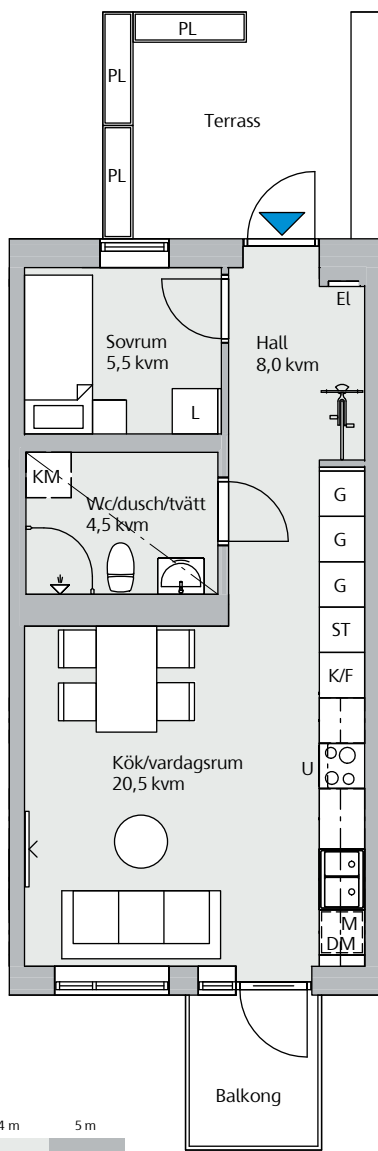 PL
PL
Terrass
PL
El
Sovrum
5,5 kvm
Hall
8,0 kvm
L
KM
Wc/dusch/tvätt
4,5 kvm
G
G
G
ST
K/F
Kök/vardagsrum
20,5 kvm
U
M
DM
Balkong
4 m
5 m